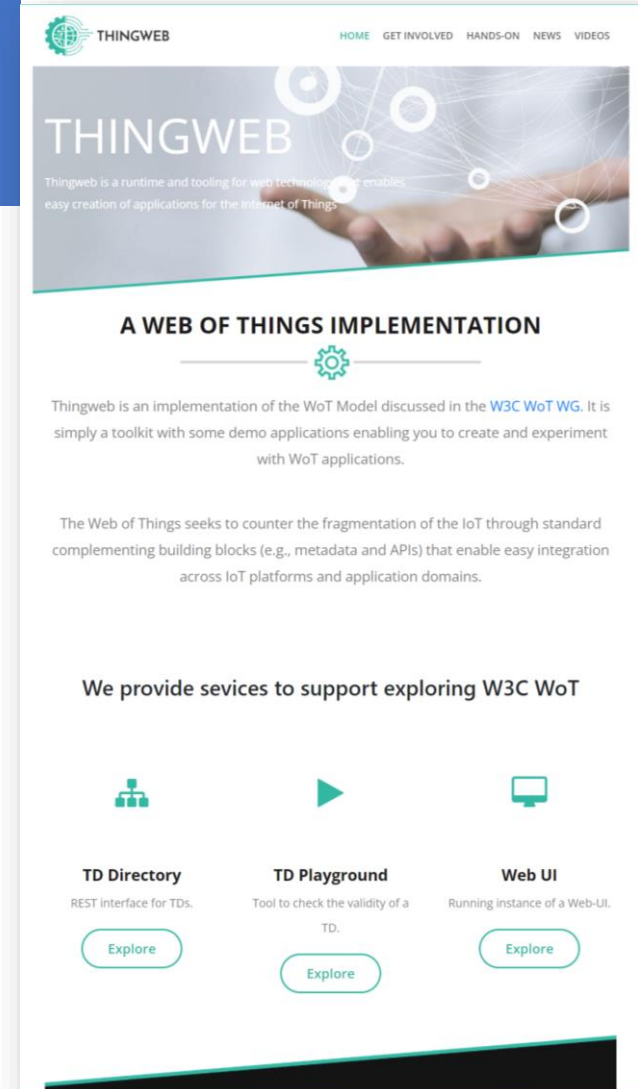 THINGWEB
HOME GET INVOLVED HANDS-ON NEWS VIDEOS
THINGWEB
Thingweb is a runtime and tooling for web technology that enables
easy creation of applications for the Internet of Things
A WEB OF THINGS IMPLEMENTATION
Thingweb is an implementation of the WoT Model discussed in the W3C WoT WG. It is
simply a toolkit with some demo applications enabling you to create and experiment
with WoT applications.
The Web of Things seeks to counter the fragmentation of the IoT through standard
complementing building blocks (e.g., metadata and APIs) that enable easy integration
across IoT platforms and application domains.
We provide sevices to support exploring W3C WoT
TD Directory
REST interface for TDs.
Explore
TD Playground
Tool to check the validity of a
TD.
Explore
Web UI
Running instance of a Web-UI.
Explore